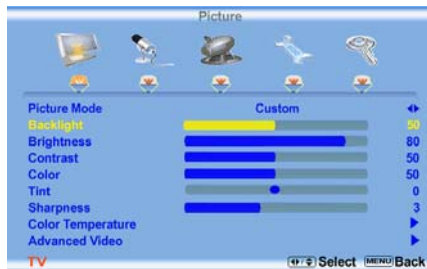 Picture
Picture Mode Custom
Backlight 50
Brightness 80
Contrast 50
Color 50
Tint 0
Sharpness 3
Color Temperature
Advanced Video
TV Select MENU Back